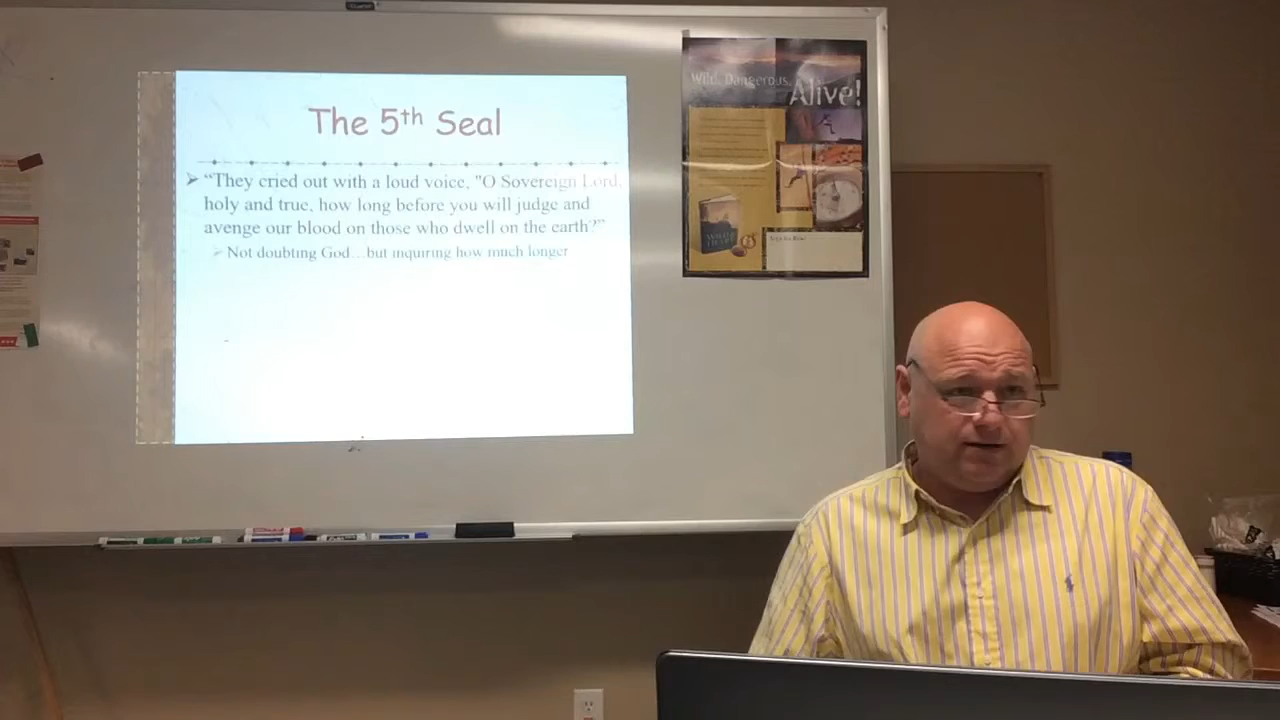 The 5th Seal
"They cried out with a loud voice, "O Sovereign Lord,
holy and true, how long before you will judge and
avenge our blood on those who dwell on the earth?"
Not doubting God…but inquiring how much longer
Wild. Dangerous.
Alive!